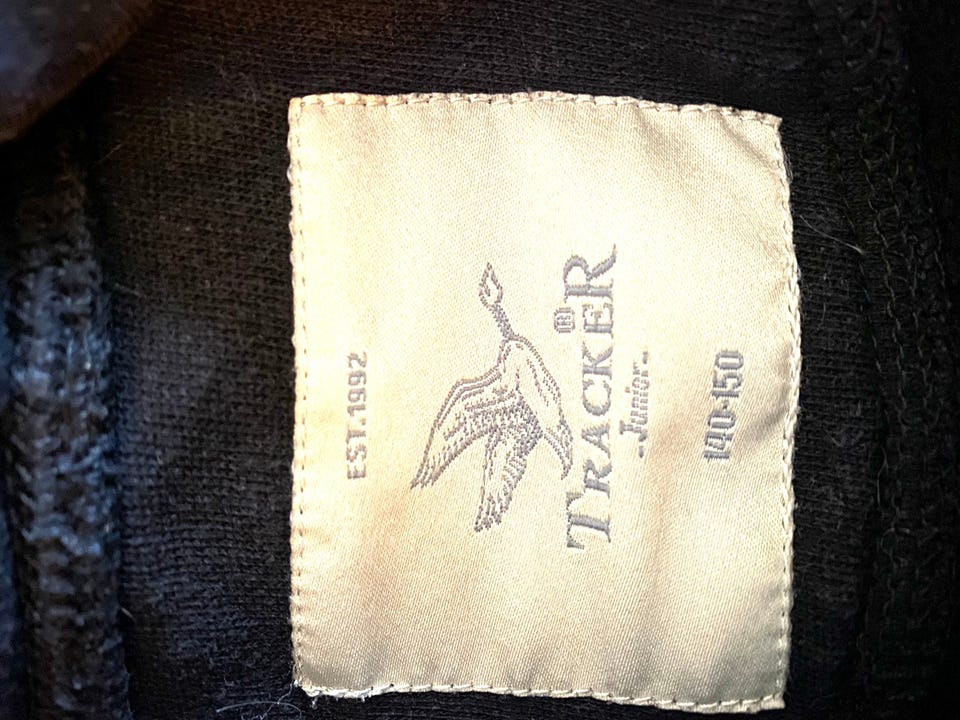 EST.1992
TRACKER®
-Junior-
140-150